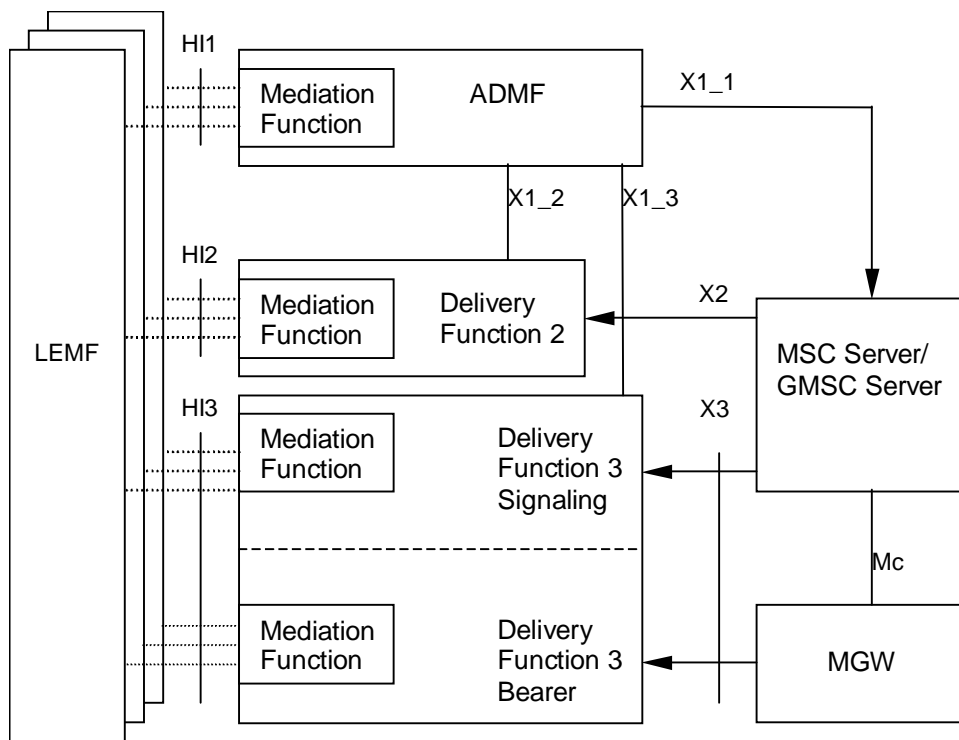 HI1
Mediation
Function
ADMF
X1_1
X1_2
X1_3
HI2
Mediation
Function
Delivery
Function 2
X2
LEMF
MSC Server/
GMSC Server
HI3
Mediation
Function
Delivery
Function 3
Signaling
X3
Mc
Mediation
Function
Delivery
Function 3
Bearer
MGW